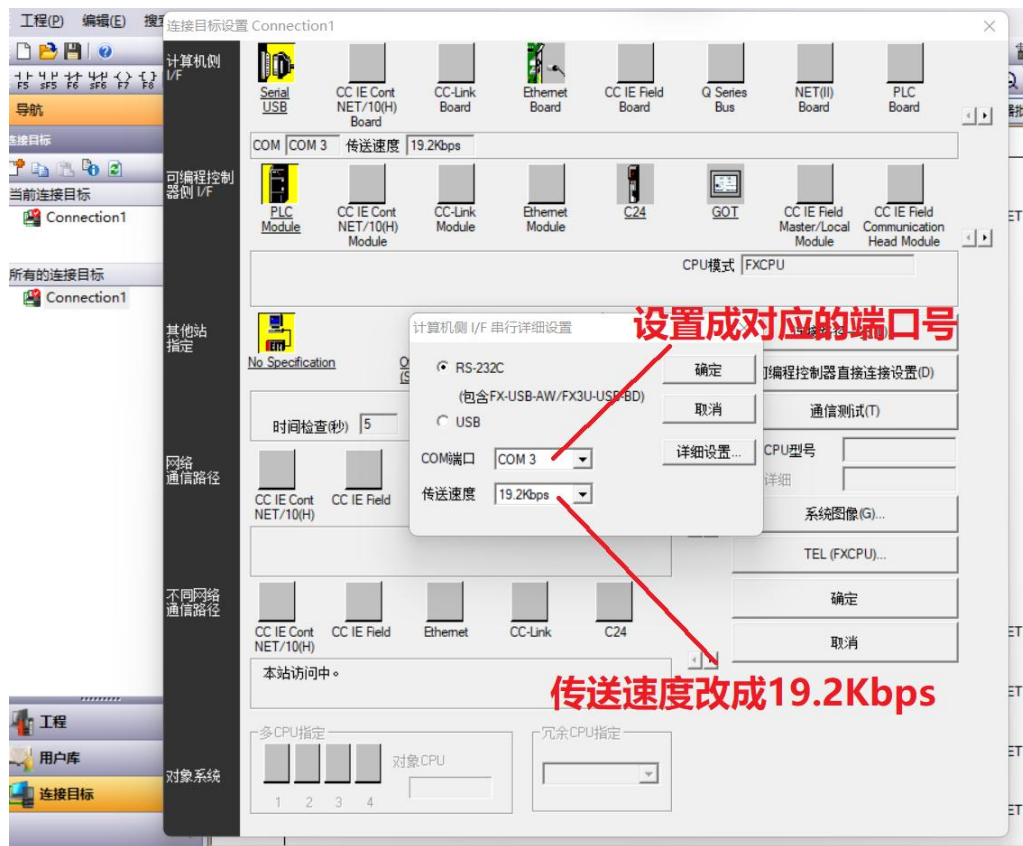 工程(P) 编辑(E) 搜索
连接目标设置 Connection1
F5 sF5 F6 sF6 F7 F8
导航
连接目标
当前连接目标
Connection1
所有的连接目标
Connection1
工程
用户库
连接目标
计算机侧
I/F
Serial
USB
CC IE Cont
NET/10(H)
Board
CC-Link
Board
Ethernet
Board
CC IE Field
Board
Q Series
Bus
NET(II)
Board
PLC
Board
COM COM 3 传送速度 19.2Kbps
可编程控制
器侧 I/F
PLC
Module
CC IE Cont
NET/10(H)
Module
CC-Link
Module
Ethernet
Module
C24
GOT
CC IE Field
Master/Local
Module
CC IE Field
Communication
Head Module
CPU模式 FXCPU
其他站
指定
No Specification
时间检查(秒) 5
计算机侧 I/F 串行详细设置
RS-232C
(包含FX-USB-AW/FX3U-USB-BD)
USB
COM端口 COM 3
传送速度 19.2Kbps
确定
取消
详细设置...
设置成对应的端口号
可编程控制器直接连接设置(D)
通信测试(T)
CPU型号
详细
系统图像(G)...
TEL (FXCPU)...
确定
取消
网络
通信路径
CC IE Cont
NET/10(H)
CC IE Field
不同网络
通信路径
CC IE Cont
NET/10(H)
CC IE Field
Ethernet
CC-Link
C24
本站访问中。
传送速度改成19.2Kbps
对象系统
多CPU指定
1 2 3 4
对象CPU
冗余CPU指定